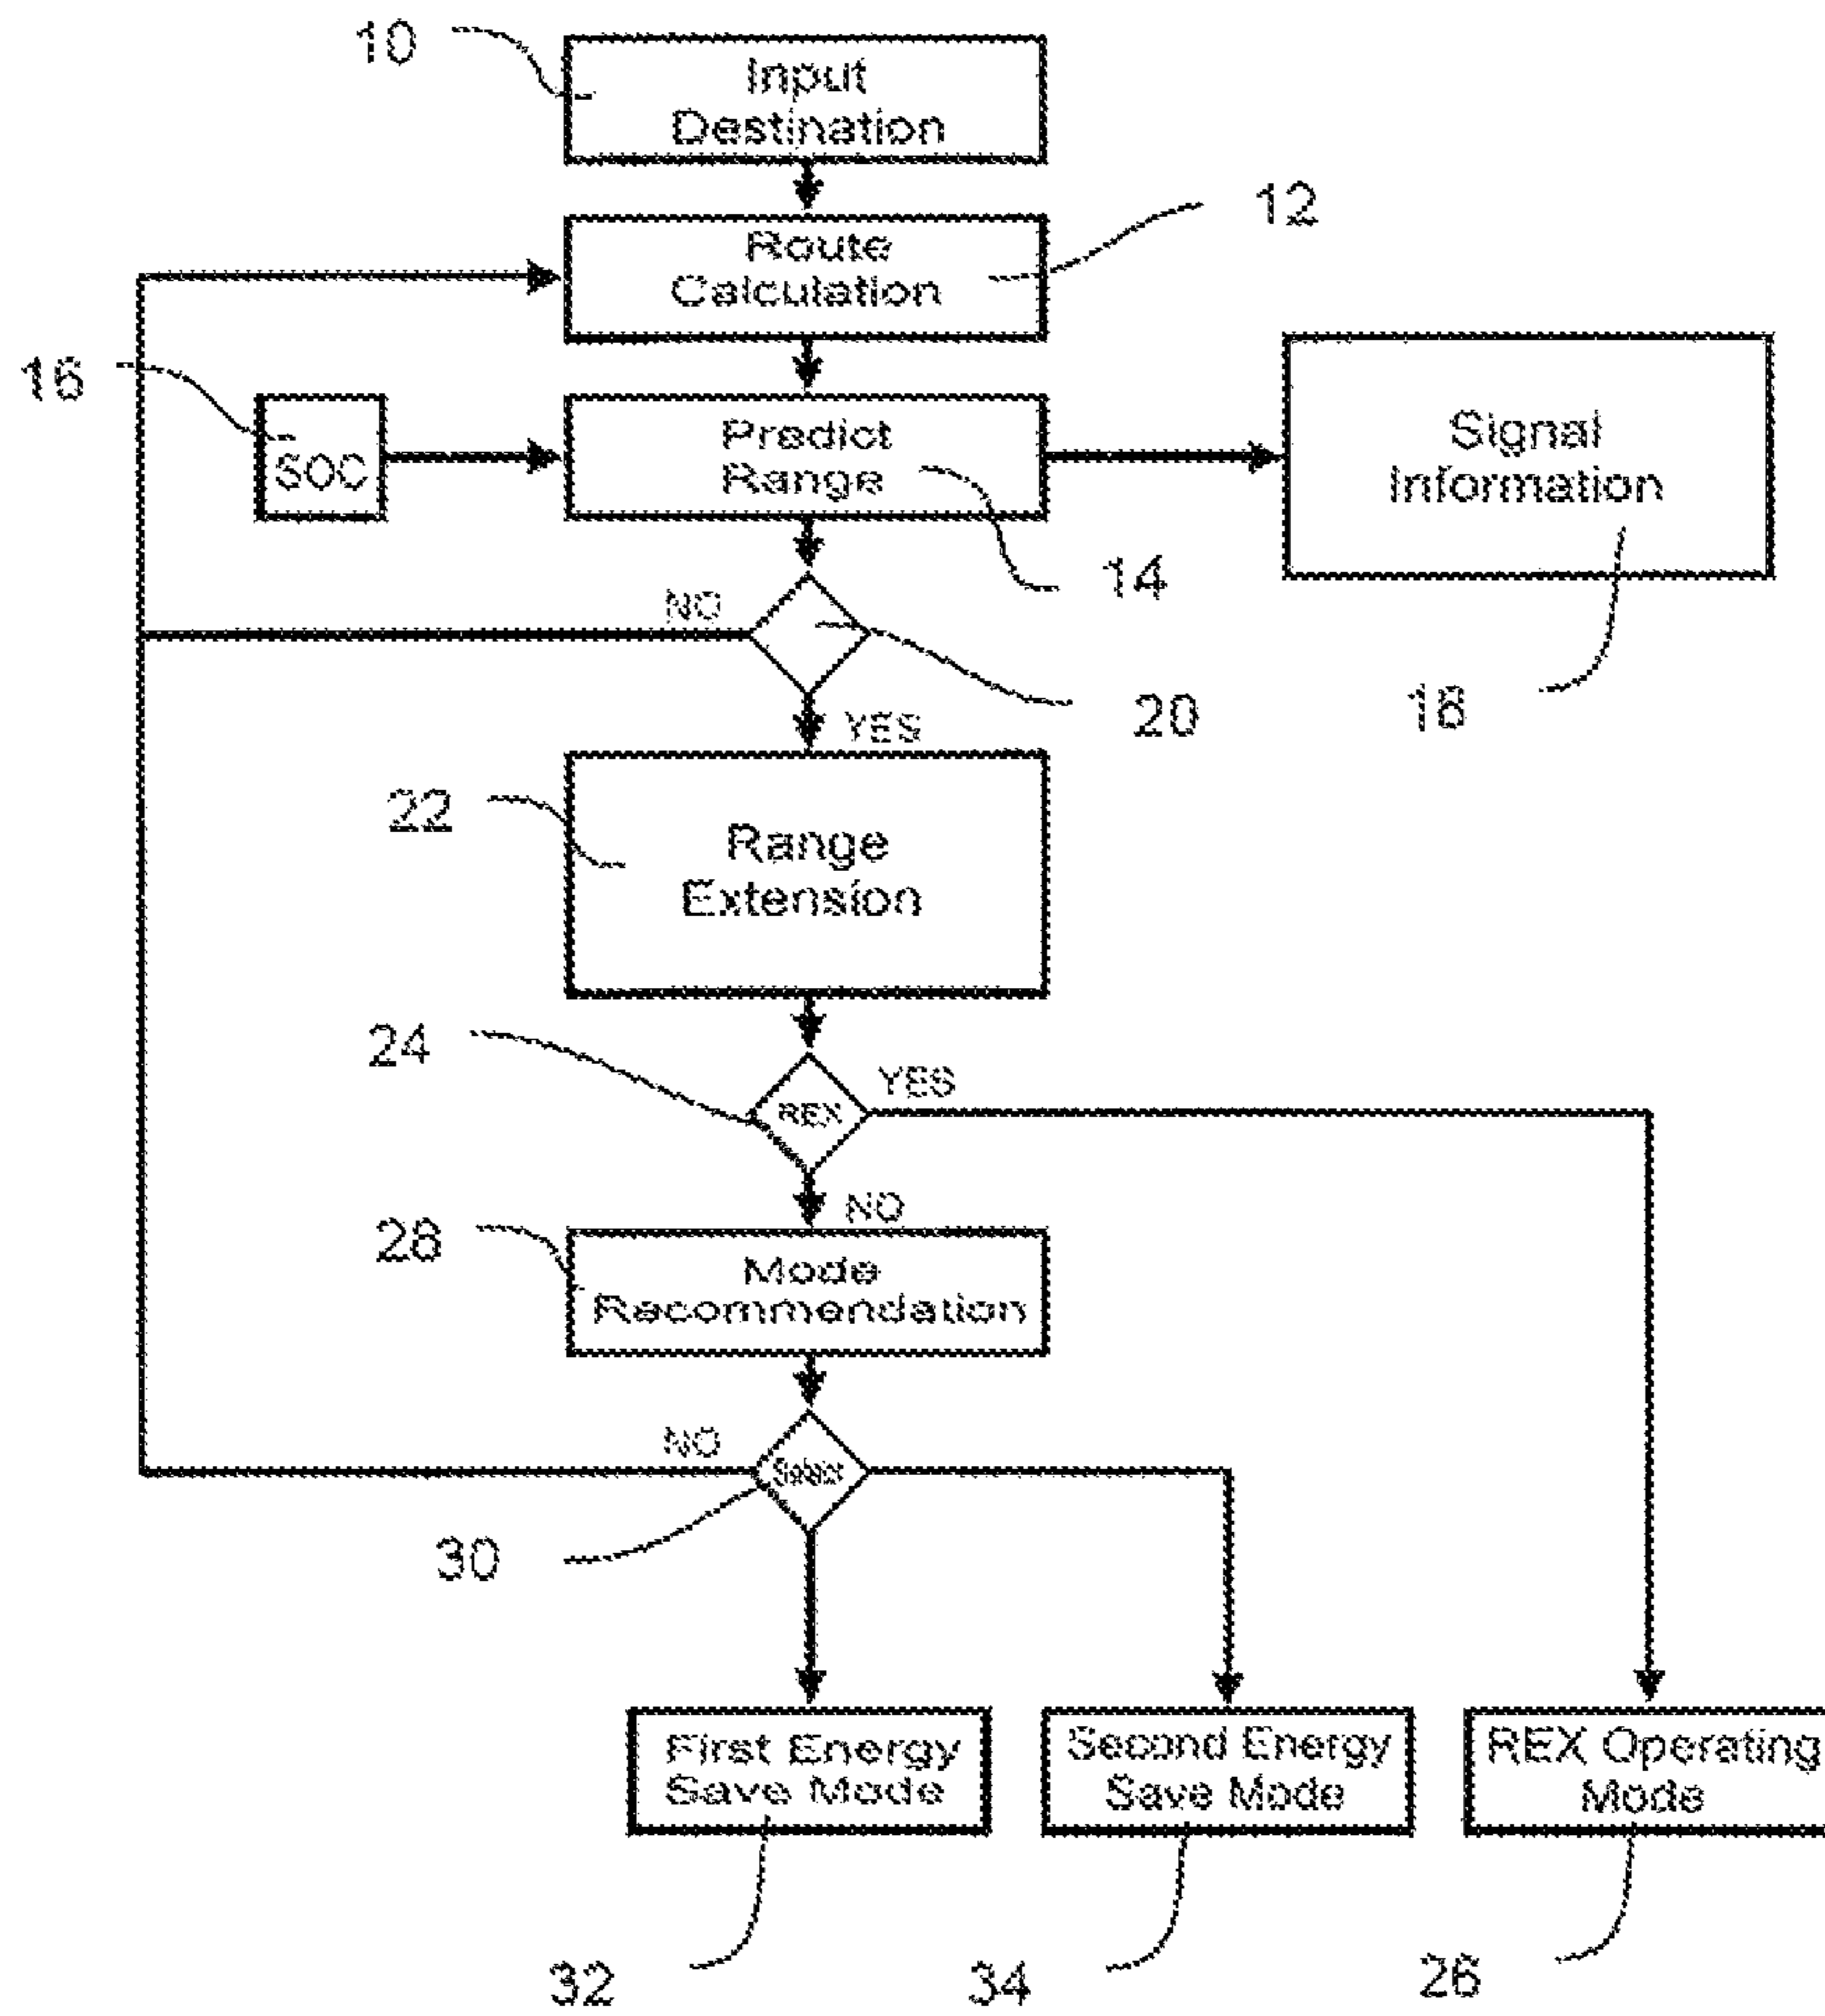 10
Input
Destination
Route
Calculation
12
16
SOC
Predict
Range
Signal
Information
14
18
NO
20
YES
22
Range
Extension
24
REX
YES
NO
28
Mode
Recommendation
NO
Select
30
First Energy
Save Mode
Second Energy
Save Mode
REX Operating
Mode
32
34
26